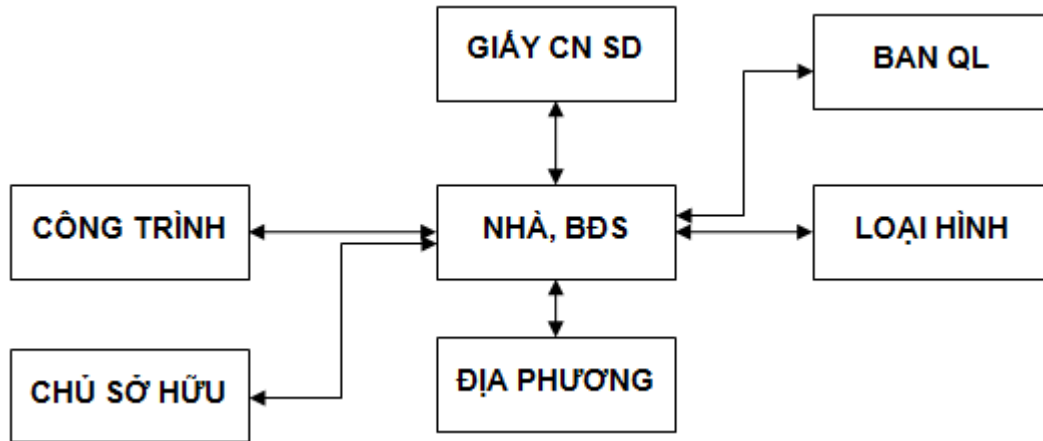 GIẤY CN SD
BAN QL
CÔNG TRÌNH
NHÀ, BĐS
LOẠI HÌNH
CHỦ SỞ HỮU
ĐỊA PHƯƠNG